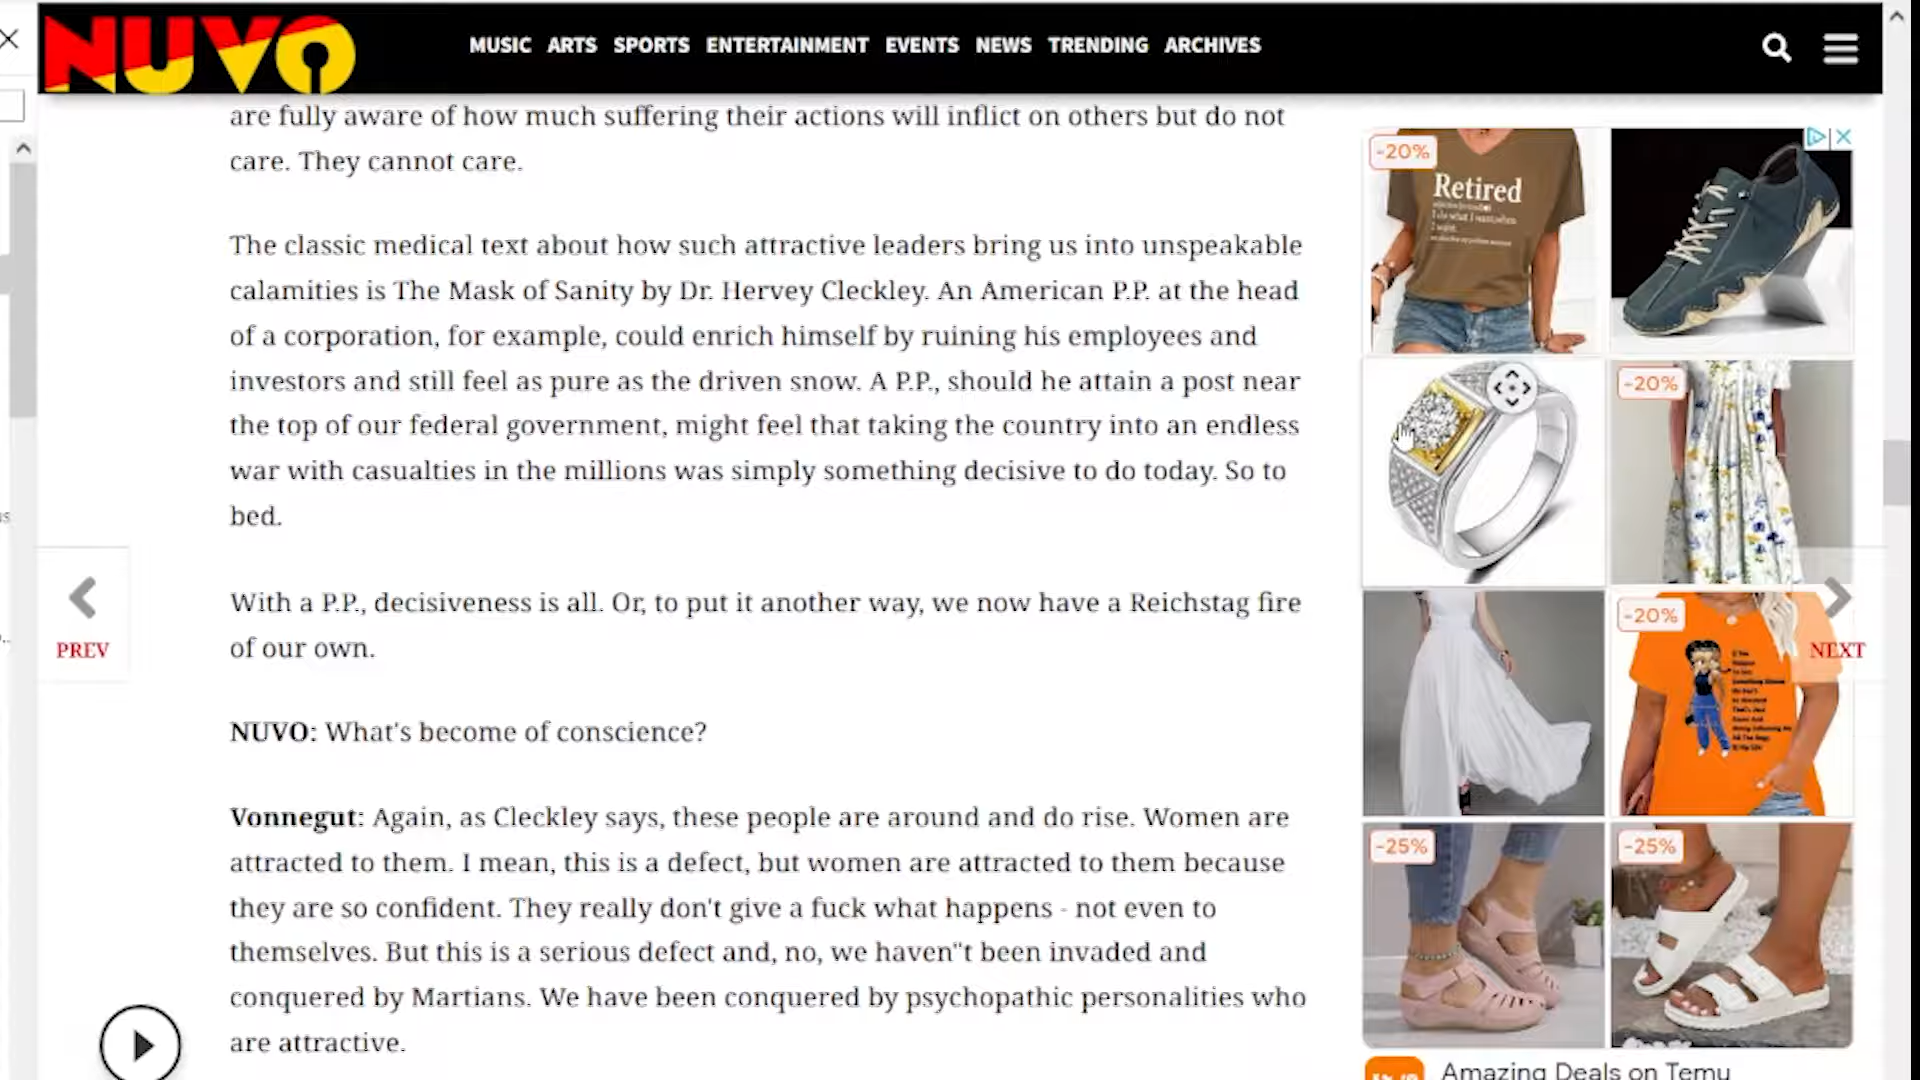 NUVO
MUSIC ARTS SPORTS ENTERTAINMENT EVENTS NEWS TRENDING ARCHIVES
are fully aware of how much suffering their actions will inflict on others but do not
care. They cannot care.
The classic medical text about how such attractive leaders bring us into unspeakable
calamities is The Mask of Sanity by Dr. Hervey Cleckley. An American P.P. at the head
of a corporation, for example, could enrich himself by ruining his employees and
investors and still feel as pure as the driven snow. A P.P., should he attain a post near
the top of our federal government, might feel that taking the country into an endless
war with casualties in the millions was simply something decisive to do today. So to
bed.
With a P.P., decisiveness is all. Or, to put it another way, we now have a Reichstag fire
of our own.
NUVO: What's become of conscience?
Vonnegut: Again, as Cleckley says, these people are around and do rise. Women are
attracted to them. I mean, this is a defect, but women are attracted to them because
they are so confident. They really don't give a fuck what happens - not even to
themselves. But this is a serious defect and, no, we haven"t been invaded and
conquered by Martians. We have been conquered by psychopathic personalities who
are attractive.
PREV
NEXT
-20%
Retired
-20%
-20%
-25%
-25%
Amazing Deals on Temu